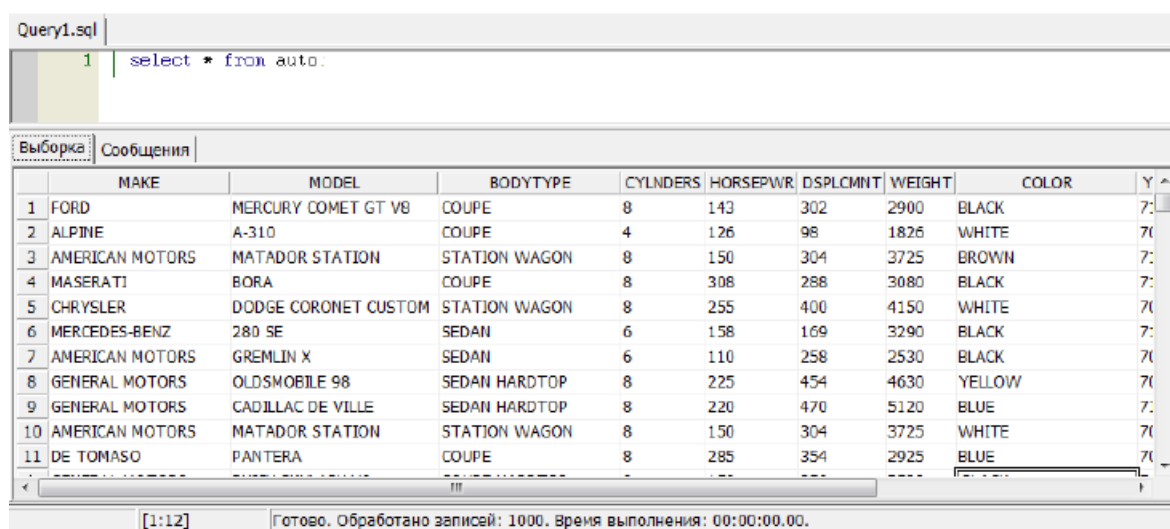 Query1.sql
1 select * from auto;
Выборка Сообщения
MAKE MODEL BODYTYPE CYLNDERS HORSEPWR DSPLCMNT WEIGHT COLOR Y
1 FORD MERCURY COMET GT V8 COUPE 8 143 302 2900 BLACK
2 ALPINE A-310 COUPE 4 126 98 1826 WHITE
3 AMERICAN MOTORS MATADOR STATION STATION WAGON 8 150 304 3725 BROWN
4 MASERATI BORA COUPE 8 308 288 3080 BLACK
5 CHRYSLER DODGE CORONET CUSTOM STATION WAGON 8 255 400 4150 WHITE
6 MERCEDES-BENZ 280 SE SEDAN 6 158 169 3290 BLACK
7 AMERICAN MOTORS GREMLIN X SEDAN 6 110 258 2530 BLACK
8 GENERAL MOTORS OLDSMOBILE 98 SEDAN HARDTOP 8 225 454 4630 YELLOW
9 GENERAL MOTORS CADILLAC DE VILLE SEDAN HARDTOP 8 220 470 5120 BLUE
10 AMERICAN MOTORS MATADOR STATION STATION WAGON 8 150 304 3725 WHITE
11 DE TOMASO PANTERA COUPE 8 285 354 2925 BLUE
[1:12] Готово. Обработано записей: 1000. Время выполнения: 00:00:00.00.